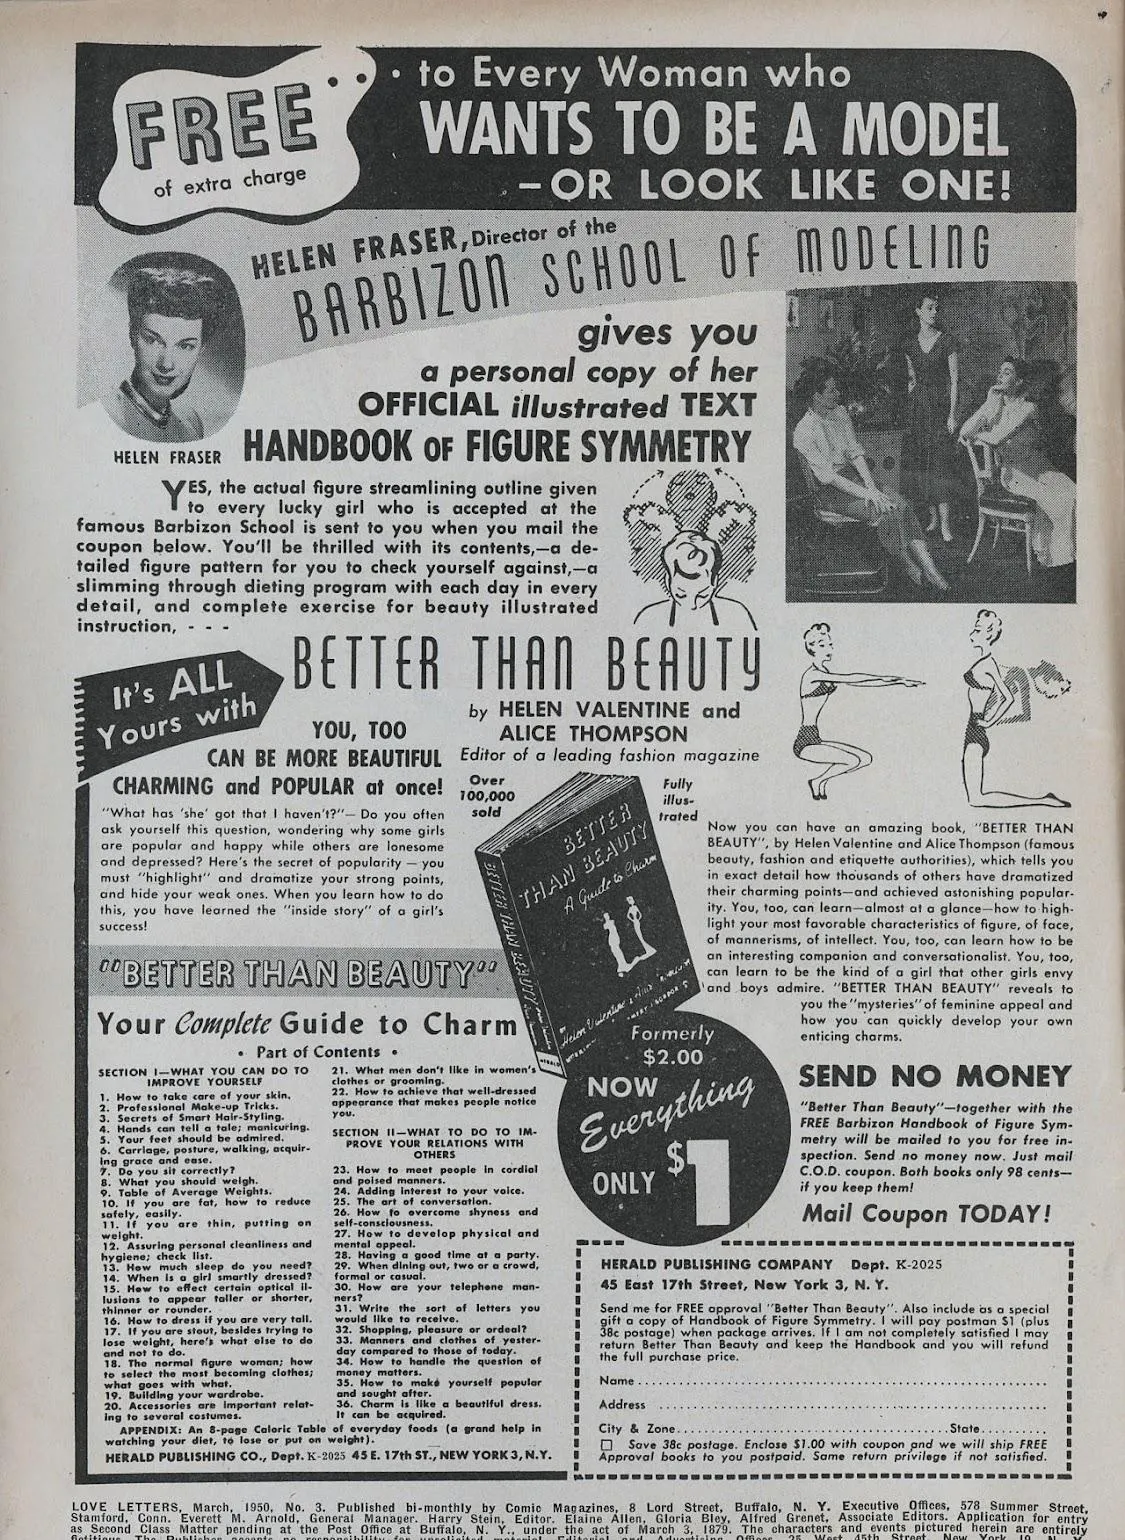 FREE
of extra charge
to Every Woman who
WANTS TO BE A MODEL
–OR LOOK LIKE ONE!
HELEN FRASER, Director of the
BARBIZON SCHOOL OF MODELING
gives you
a personal copy of her
OFFICIAL illustrated TEXT
HANDBOOK OF FIGURE SYMMETRY
HELEN FRASER
YES, the actual figure streamlining outline given
to every lucky girl who is accepted at the
famous Barbizon School is sent to you when you mail the
coupon below. You'll be thrilled with its contents,—a de-
tailed figure pattern for you to check yourself against,—a
slimming through dieting program with each day in every
detail, and complete exercise for beauty illustrated
instruction, - - -
It's ALL
Yours with
BETTER THAN BEAUTY
by HELEN VALENTINE and
ALICE THOMPSON
Editor of a leading fashion magazine
YOU, TOO
CAN BE MORE BEAUTIFUL
CHARMING and POPULAR at once!
"What has 'she' got that I haven't?"— Do you often
ask yourself this question, wondering why some girls
are popular and happy while others are lonesome
and depressed? Here's the secret of popularity — you
must "highlight" and dramatize your strong points,
and hide your weak ones. When you learn how to do
this, you have learned the "inside story" of a girl's
success!
Over
100,000
sold
Fully
illus-
trated
BETTER
THAN BEAUTY
A Guide to Charm
BETTER THAN BEAUTY
Now you can have an amazing book, "BETTER THAN
BEAUTY", by Helen Valentine and Alice Thompson (famous
beauty, fashion and etiquette authorities), which tells you
in exact detail how thousands of others have dramatized
their charming points—and achieved astonishing popular-
ity. You, too, can learn—almost at a glance—how to high-
light your most favorable characteristics of figure, of face,
of mannerisms, of intellect. You, too, can learn how to be
an interesting companion and conversationalist. You, too,
can learn to be the kind of a girl that other girls envy
and boys admire. "BETTER THAN BEAUTY" reveals to
you the "mysteries" of feminine appeal and
how you can quickly develop your own
enticing charms.
"BETTER THAN BEAUTY"
Your Complete Guide to Charm
• Part of Contents •
SECTION I—WHAT YOU CAN DO TO
IMPROVE YOURSELF
1. How to take care of your skin.
2. Professional Make-up Tricks.
3. Secrets of Smart Hair-Styling.
4. Hands can tell a tale; manicuring.
5. Your feet should be admired.
6. Carriage, posture, walking, acquir-
ing grace and ease.
7. Do you sit correctly?
8. What you should weigh.
9. Table of Average Weights.
10. If you are fat, how to reduce
safely, easily.
11. If you are thin, putting on
weight.
12. Assuring personal cleanliness and
hygiene; check list.
13. How much sleep do you need?
14. When is a girl smartly dressed?
15. How to effect certain optical il-
lusions to appear taller or shorter,
thinner or rounder.
16. How to dress if you are very tall.
17. If you are stout, besides trying to
lose weight, here's what else to do
and not to do.
18. The normal figure woman; how
to select the most becoming clothes;
what goes with what.
19. Building your wardrobe.
20. Accessories are important relat-
ing to several costumes.
21. What men don't like in women's
clothes or grooming.
22. How to achieve that well-dressed
appearance that makes people notice
you.
SECTION II—WHAT TO DO TO IM-
PROVE YOUR RELATIONS WITH
OTHERS
23. How to meet people in cordial
and poised manners.
24. Adding interest to your voice.
25. The art of conversation.
26. How to overcome shyness and
self-consciousness.
27. How to develop physical and
mental appeal.
28. Having a good time at a party.
29. When dining out, two or a crowd,
formal or casual.
30. How are your telephone man-
ners?
31. Write the sort of letters you
would like to receive.
32. Shopping, pleasure or ordeal?
33. Manners and clothes of yester-
day compared to those of today.
34. How to handle the question of
money matters.
35. How to make yourself popular
and sought after.
36. Charm is like a beautiful dress.
It can be acquired.
APPENDIX: An 8-page Caloric Table of everyday foods (a grand help in
watching your diet, to lose or put on weight).
HERALD PUBLISHING CO., Dept. K-2025 45 E. 17th ST., NEW YORK 3, N.Y.
Formerly
$2.00
NOW
Everything
ONLY $1
SEND NO MONEY
"Better Than Beauty"—together with the
FREE Barbizon Handbook of Figure Sym-
metry will be mailed to you for free in-
spection. Send no money now. Just mail
C.O.D. coupon. Both books only 98 cents—
if you keep them!
Mail Coupon TODAY!
HERALD PUBLISHING COMPANY Dept. K-2025
45 East 17th Street, New York 3, N. Y.
Send me for FREE approval "Better Than Beauty". Also include as a special
gift a copy of Handbook of Figure Symmetry. I will pay postman $1 (plus
38c postage) when package arrives. If I am not completely satisfied I may
return Better Than Beauty and keep the Handbook and you will refund
the full purchase price.
Name
Address
City & Zone State
Save 38c postage. Enclose $1.00 with coupon and we will ship FREE
Approval books to you postpaid. Same return privilege if not satisfied.
LOVE LETTERS, March, 1950, No. 3. Published bi-monthly by Comic Magazines, 8 Lord Street, Buffalo, N. Y. Executive Offices, 578 Summer Street,
Stamford, Conn. Everett M. Arnold, General Manager. Harry Stein, Editor. Elaine Allen, Gloria Bley, Alfred Grenet, Associate Editors. Application for entry
as Second Class Matter pending at the Post Office at Buffalo, N. Y., under the act of March 3, 1879. The characters and events pictured herein are entirely